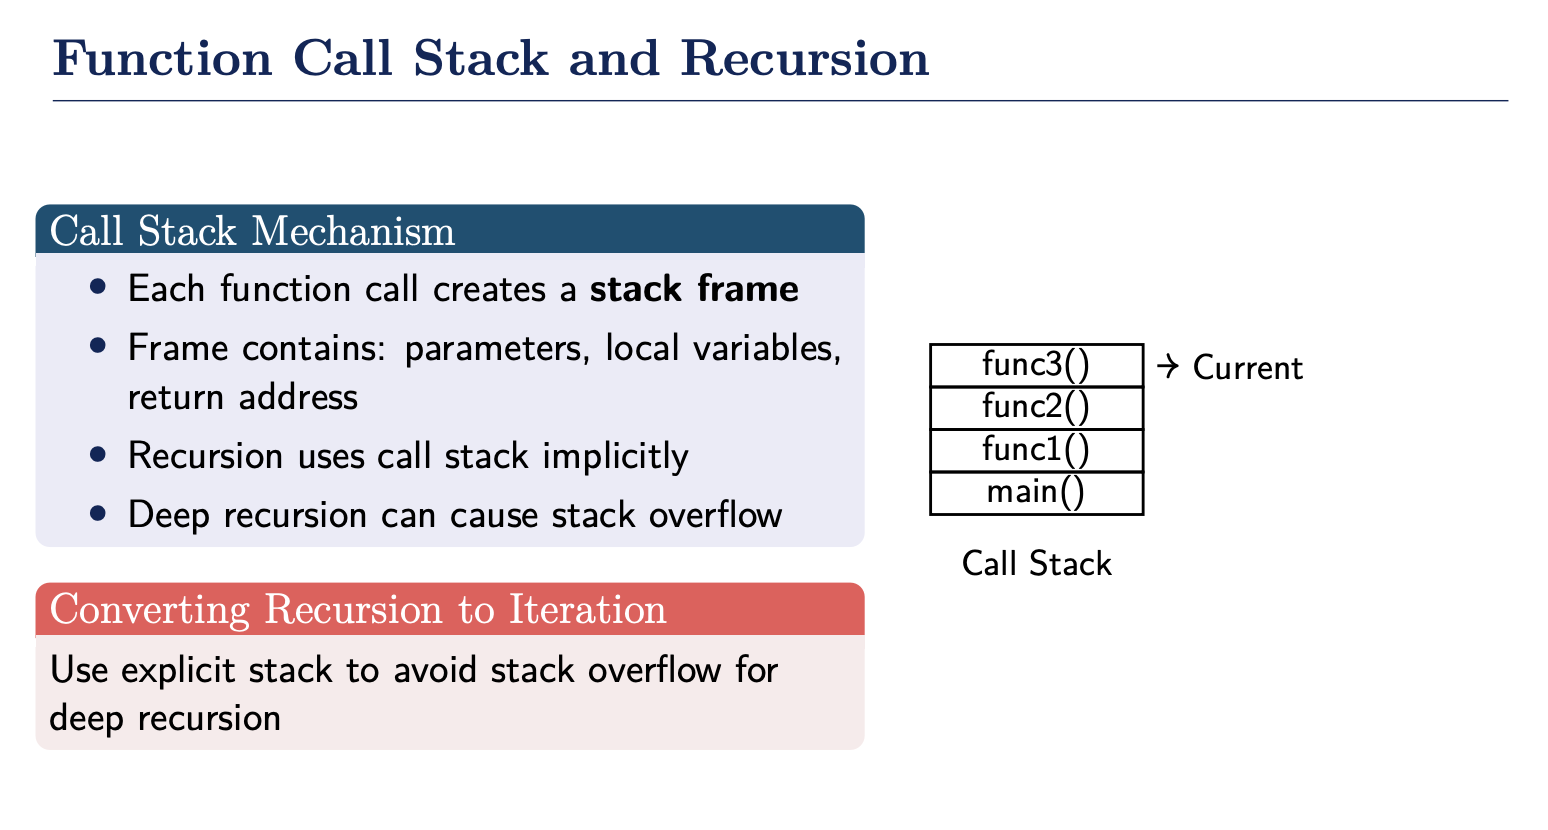 Function Call Stack and Recursion
Call Stack Mechanism
• Each function call creates a stack frame
• Frame contains: parameters, local variables,
return address
• Recursion uses call stack implicitly
• Deep recursion can cause stack overflow
Converting Recursion to Iteration
Use explicit stack to avoid stack overflow for
deep recursion
func3() → Current
func2()
func1()
main()
Call Stack